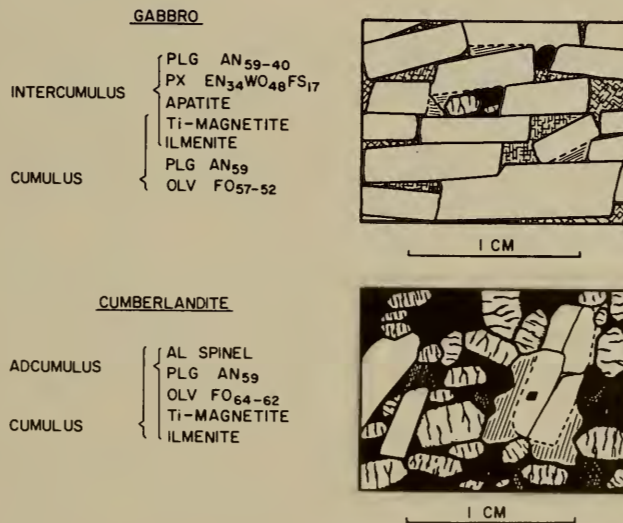 GABBRO
INTERCUMULUS
PLG AN59-40
PX EN34WO48FS17
APATITE
Ti-MAGNETITE
ILMENITE
CUMULUS
PLG AN59
OLV FO57-52
1 CM
CUMBERLANDITE
ADCUMULUS
AL SPINEL
PLG AN59
OLV FO64-62
CUMULUS
Ti-MAGNETITE
ILMENITE
1 CM